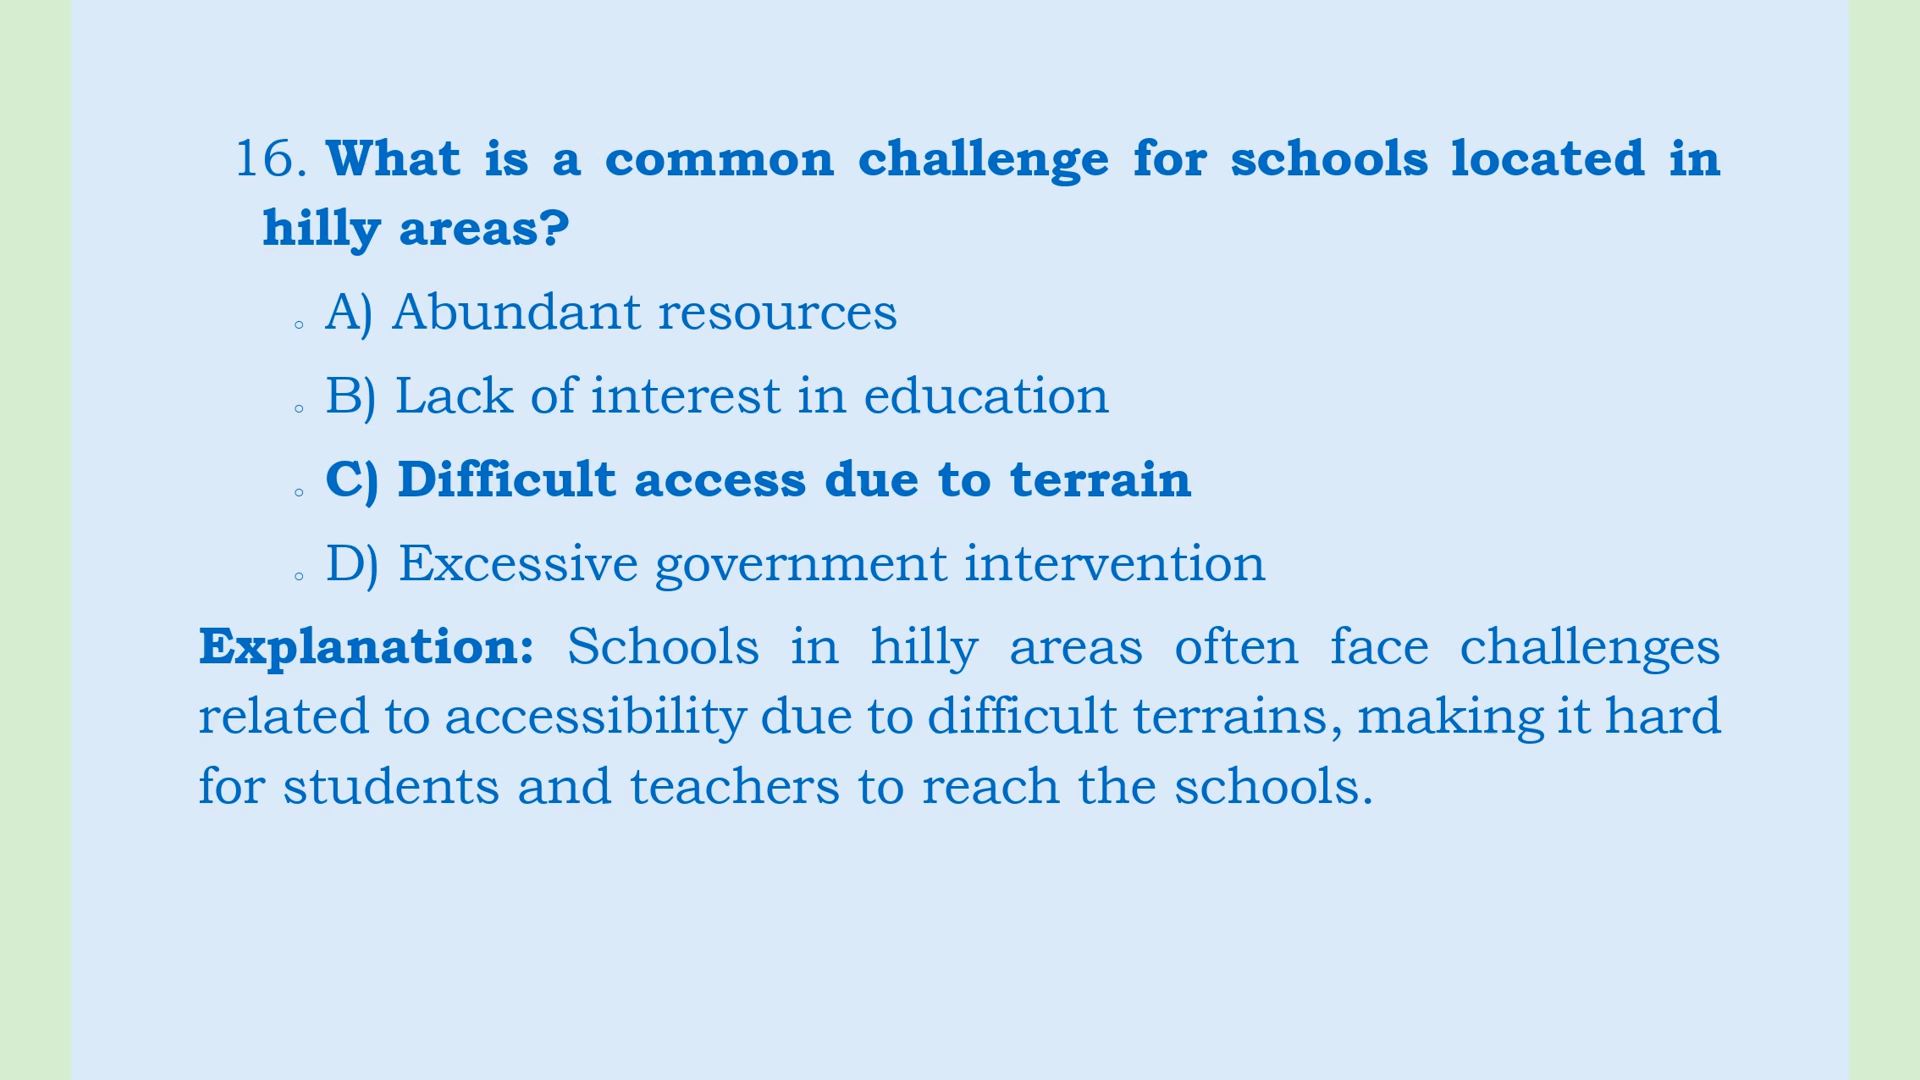 16. What is a common challenge for schools located in
hilly areas?
○ A) Abundant resources
○ B) Lack of interest in education
○ C) Difficult access due to terrain
○ D) Excessive government intervention
Explanation: Schools in hilly areas often face challenges
related to accessibility due to difficult terrains, making it hard
for students and teachers to reach the schools.